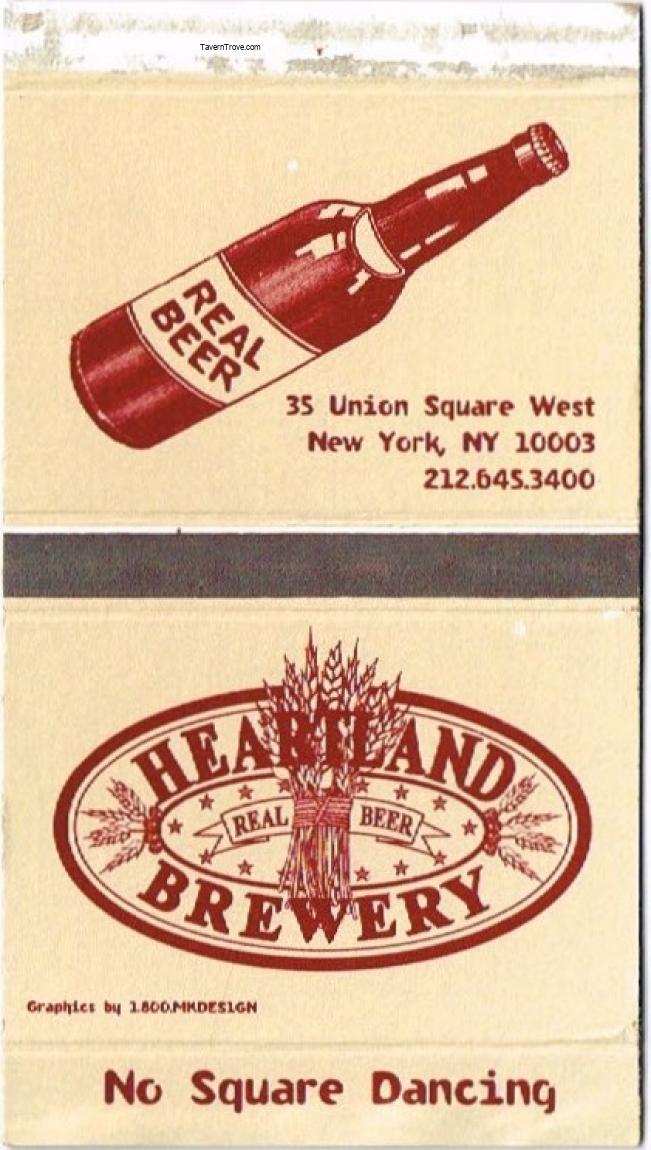 TavernTrove.com
REAL
BEER
35 Union Square West
New York, NY 10003
212.645.3400
HEARTLAND
REAL BEER
BREWERY
Graphics by 1.800.MKDES1GN
No Square Dancing